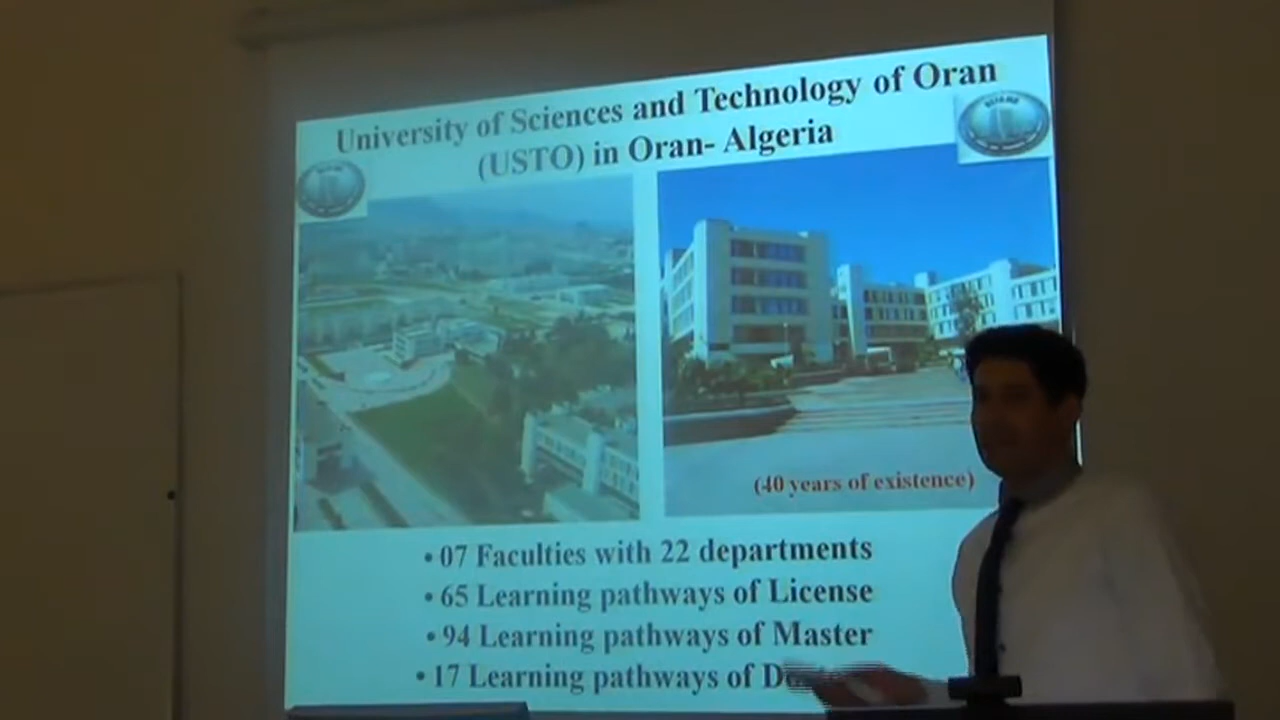 University of Sciences and Technology of Oran
(USTO) in Oran- Algeria
(40 years of existence)
• 07 Faculties with 22 departments
• 65 Learning pathways of License
• 94 Learning pathways of Master
• 17 Learning pathways of